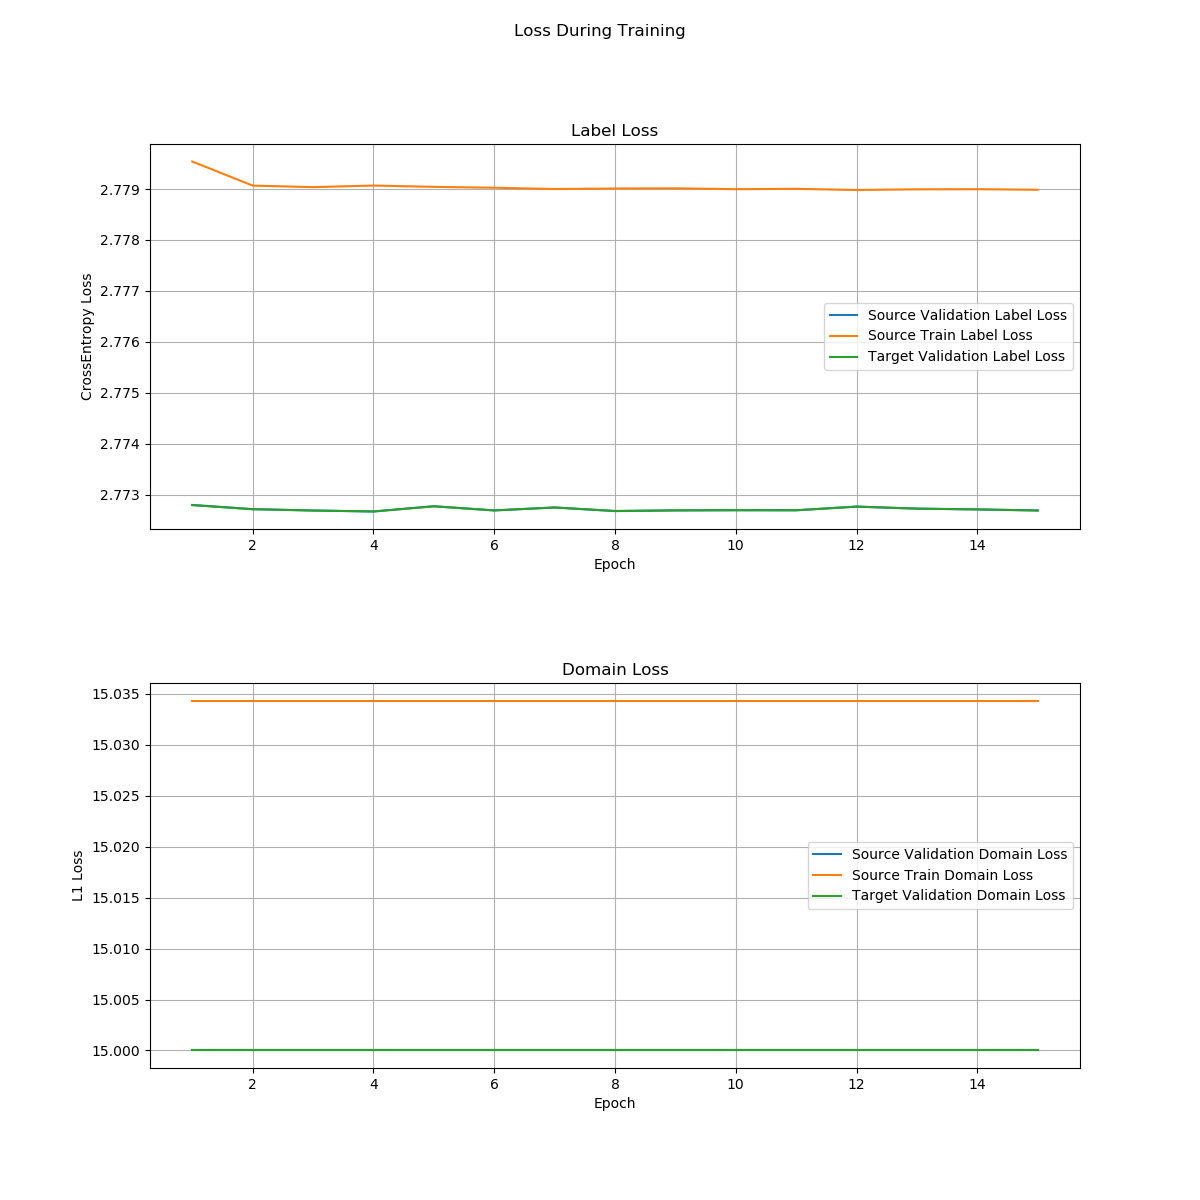 Loss During Training
Label Loss
2.779
2.778
2.777
2.776
2.775
2.774
2.773
CrossEntropy Loss
Source Validation Label Loss
Source Train Label Loss
Target Validation Label Loss
2 4 6 8 10 12 14
Epoch
Domain Loss
15.035
15.030
15.025
15.020
15.015
15.010
15.005
15.000
L1 Loss
Source Validation Domain Loss
Source Train Domain Loss
Target Validation Domain Loss
2 4 6 8 10 12 14
Epoch